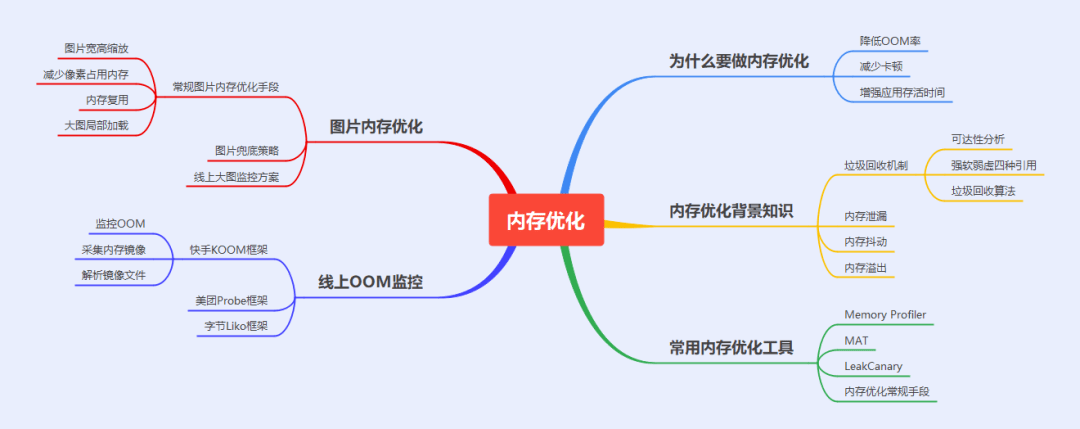 内存优化
为什么要做内存优化
降低OOM率
减少卡顿
增强应用存活时间
内存优化背景知识
垃圾回收机制
可达性分析
强软弱虚四种引用
垃圾回收算法
内存泄漏
内存抖动
内存溢出
常用内存优化工具
Memory Profiler
MAT
LeakCanary
内存优化常规手段
图片内存优化
常规图片内存优化手段
图片宽高缩放
减少像素占用内存
内存复用
大图局部加载
图片兜底策略
线上大图监控方案
线上OOM监控
快手KOOM框架
监控OOM
采集内存镜像
解析镜像文件
美团Probe框架
字节Liko框架